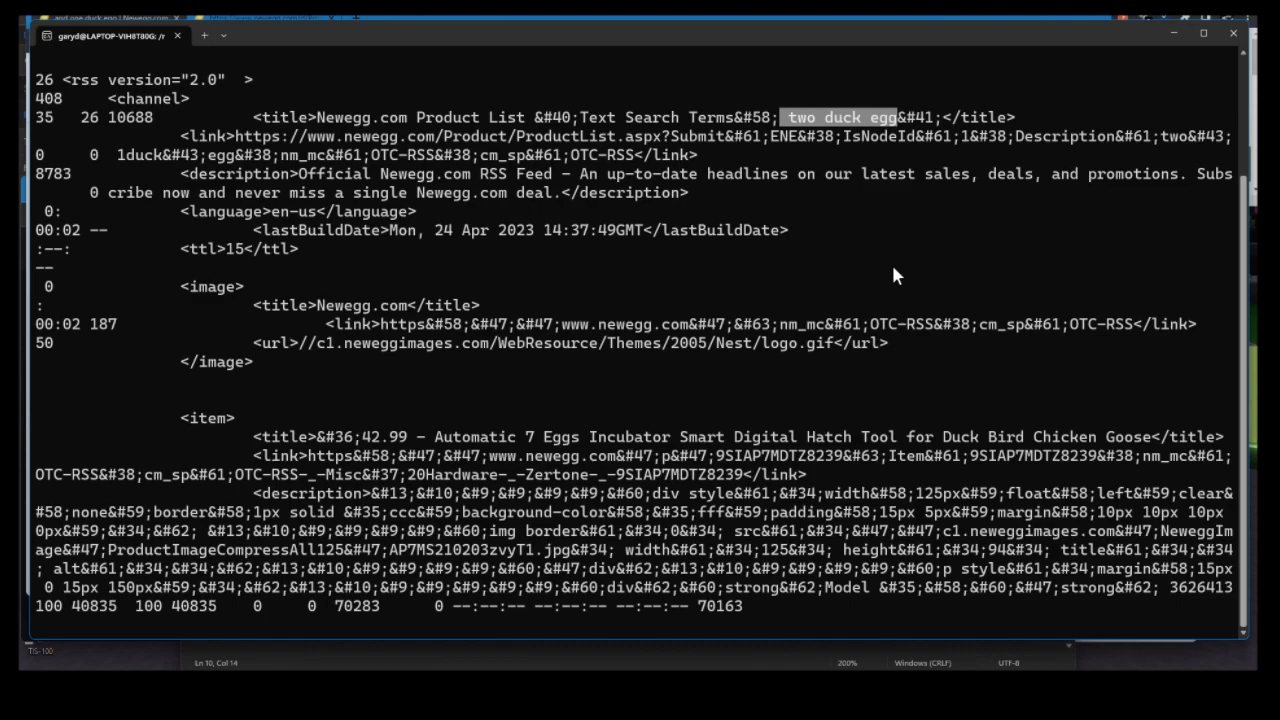 garyd@LAPTOP-VIH8T80G: /r
26 <rss version="2.0"  >
408     <channel>
35   26 10688           <title>Newegg.com Product List &#40;Text Search Terms&#58; two duck egg&#41;</title>
<link>https://www.newegg.com/Product/ProductList.aspx?Submit&#61;ENE&#38;IsNodeId&#61;1&#38;Description&#61;two&#43;
0     0  1duck&#43;egg&#38;nm_mc&#61;OTC-RSS&#38;cm_sp&#61;OTC-RSS</link>
8783            <description>Official Newegg.com RSS Feed - An up-to-date headlines on our latest sales, deals, and promotions. Subs
0 cribe now and never miss a single Newegg.com deal.</description>
0:             <language>en-us</language>
00:02 --                <lastBuildDate>Mon, 24 Apr 2023 14:37:49GMT</lastBuildDate>
:--:            <ttl>15</ttl>
--
0              <image>
:                       <title>Newegg.com</title>
00:02 187                       <link>https&#58;&#47;&#47;www.newegg.com&#47;&#63;nm_mc&#61;OTC-RSS&#38;cm_sp&#61;OTC-RSS</link>
50                      <url>//c1.neweggimages.com/WebResource/Themes/2005/Nest/logo.gif</url>
</image>
<item>
<title>&#36;42.99 - Automatic 7 Eggs Incubator Smart Digital Hatch Tool for Duck Bird Chicken Goose</title>
<link>https&#58;&#47;&#47;www.newegg.com&#47;p&#47;9SIAP7MDTZ8239&#63;Item&#61;9SIAP7MDTZ8239&#38;nm_mc&#61;
OTC-RSS&#38;cm_sp&#61;OTC-RSS-_-Misc&#37;20Hardware-_-Zertone-_-9SIAP7MDTZ8239</link>
<description>&#13;&#10;&#9;&#9;&#9;&#9;&#60;div style&#61;&#34;width&#58;125px&#59;float&#58;left&#59;clear&
#58;none&#59;border&#58;1px solid &#35;ccc&#59;background-color&#58;&#35;fff&#59;padding&#58;15px 5px&#59;margin&#58;10px 10px 10px
0px&#59;&#34;&#62; &#13;&#10;&#9;&#9;&#9;&#9;&#60;img border&#61;&#34;0&#34; src&#61;&#34;&#47;&#47;c1.neweggimages.com&#47;NeweggIm
age&#47;ProductImageCompressAll125&#47;AP7MS210203zvyT1.jpg&#34; width&#61;&#34;125&#34; height&#61;&#34;94&#34; title&#61;&#34;&#34
; alt&#61;&#34;&#34;&#62;&#13;&#10;&#9;&#9;&#9;&#60;&#47;div&#62;&#13;&#10;&#9;&#9;&#9;&#9;&#60;p style&#61;&#34;margin&#58;15px
0 15px 150px&#59;&#34;&#62;&#13;&#10;&#9;&#9;&#9;&#9;&#60;div&#62;&#60;strong&#62;Model &#35;&#58;&#60;&#47;strong&#62; 3626413
100 40835  100 40835    0     0  70283      0 --:--:-- --:--:-- --:--:-- 70163
TIS-100
Ln 10, Col 14
200%
Windows (CRLF)
UTF-8